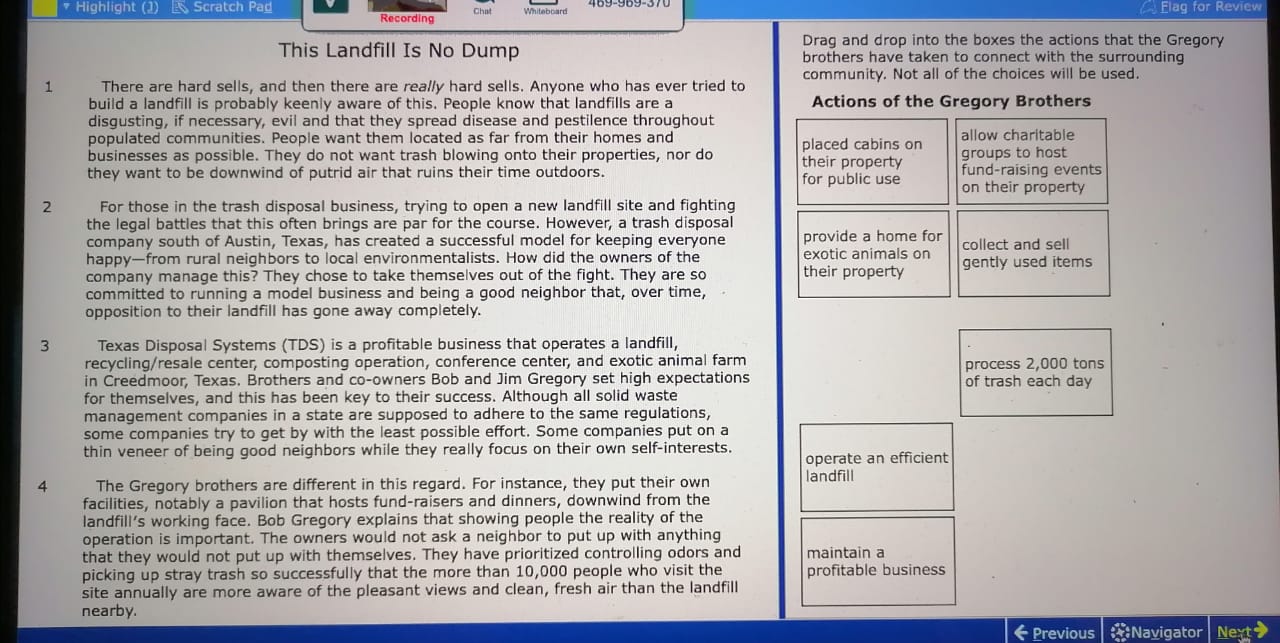 Highlight (J) Scratch Pad
Recording
Chat
Whiteboard
469-969-370
Flag for Review
This Landfill Is No Dump
1 There are hard sells, and then there are really hard sells. Anyone who has ever tried to
build a landfill is probably keenly aware of this. People know that landfills are a
disgusting, if necessary, evil and that they spread disease and pestilence throughout
populated communities. People want them located as far from their homes and
businesses as possible. They do not want trash blowing onto their properties, nor do
they want to be downwind of putrid air that ruins their time outdoors.
2 For those in the trash disposal business, trying to open a new landfill site and fighting
the legal battles that this often brings are par for the course. However, a trash disposal
company south of Austin, Texas, has created a successful model for keeping everyone
happy—from rural neighbors to local environmentalists. How did the owners of the
company manage this? They chose to take themselves out of the fight. They are so
committed to running a model business and being a good neighbor that, over time,
opposition to their landfill has gone away completely.
3 Texas Disposal Systems (TDS) is a profitable business that operates a landfill,
recycling/resale center, composting operation, conference center, and exotic animal farm
in Creedmoor, Texas. Brothers and co-owners Bob and Jim Gregory set high expectations
for themselves, and this has been key to their success. Although all solid waste
management companies in a state are supposed to adhere to the same regulations,
some companies try to get by with the least possible effort. Some companies put on a
thin veneer of being good neighbors while they really focus on their own self-interests.
4 The Gregory brothers are different in this regard. For instance, they put their own
facilities, notably a pavilion that hosts fund-raisers and dinners, downwind from the
landfill's working face. Bob Gregory explains that showing people the reality of the
operation is important. The owners would not ask a neighbor to put up with anything
that they would not put up with themselves. They have prioritized controlling odors and
picking up stray trash so successfully that the more than 10,000 people who visit the
site annually are more aware of the pleasant views and clean, fresh air than the landfill
nearby.
Drag and drop into the boxes the actions that the Gregory
brothers have taken to connect with the surrounding
community. Not all of the choices will be used.
Actions of the Gregory Brothers
placed cabins on
their property
for public use
allow charitable
groups to host
fund-raising events
on their property
provide a home for
exotic animals on
their property
collect and sell
gently used items
process 2,000 tons
of trash each day
operate an efficient
landfill
maintain a
profitable business
Previous
Navigator
Next